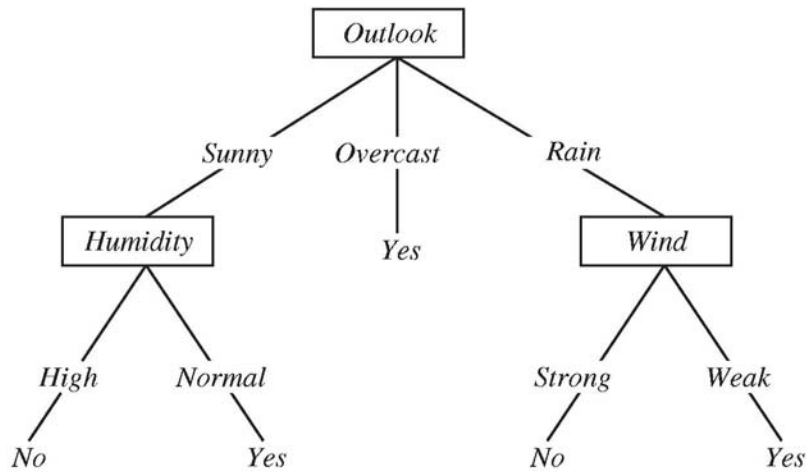 Outlook
Sunny Overcast Rain
Humidity Yes Wind
High Normal Strong Weak
No Yes No Yes